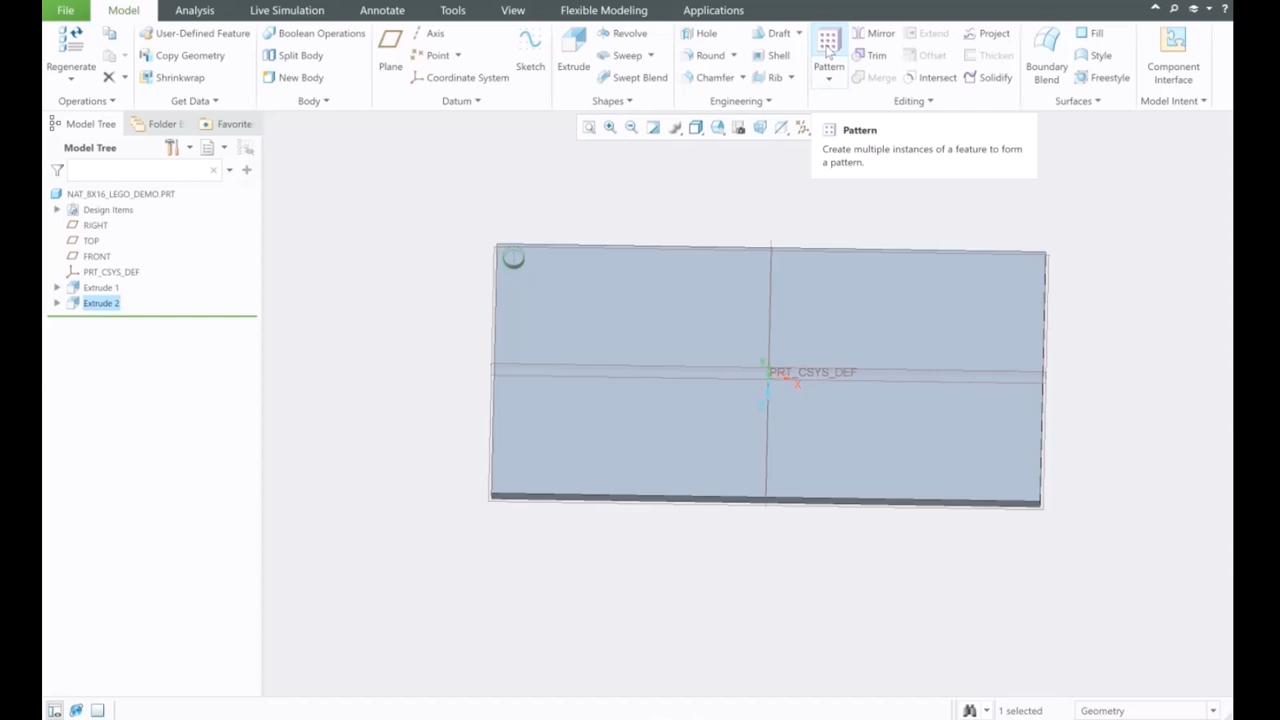 File Model Analysis Live Simulation Annotate Tools View Flexible Modeling Applications
Regenerate
Operations
User-Defined Feature
Copy Geometry
Shrinkwrap
Get Data
Boolean Operations
Split Body
New Body
Body
Plane
Axis
Point
Coordinate System
Sketch
Datum
Extrude
Revolve
Sweep
Swept Blend
Shapes
Hole
Round
Chamfer
Draft
Shell
Rib
Engineering
Pattern
Mirror
Trim
Merge
Extend
Offset
Intersect
Project
Thicken
Solidify
Editing
Boundary
Blend
Fill
Style
Freestyle
Surfaces
Component
Interface
Model Intent
Model Tree
Folder E
Favorite
Model Tree
NAT_8X16_LEGO_DEMO.PRT
Design Items
RIGHT
TOP
FRONT
PRT_CSYS_DEF
Extrude 1
Extrude 2
Pattern
Create multiple instances of a feature to form
a pattern.
PRT_CSYS_DEF
X
1 selected
Geometry